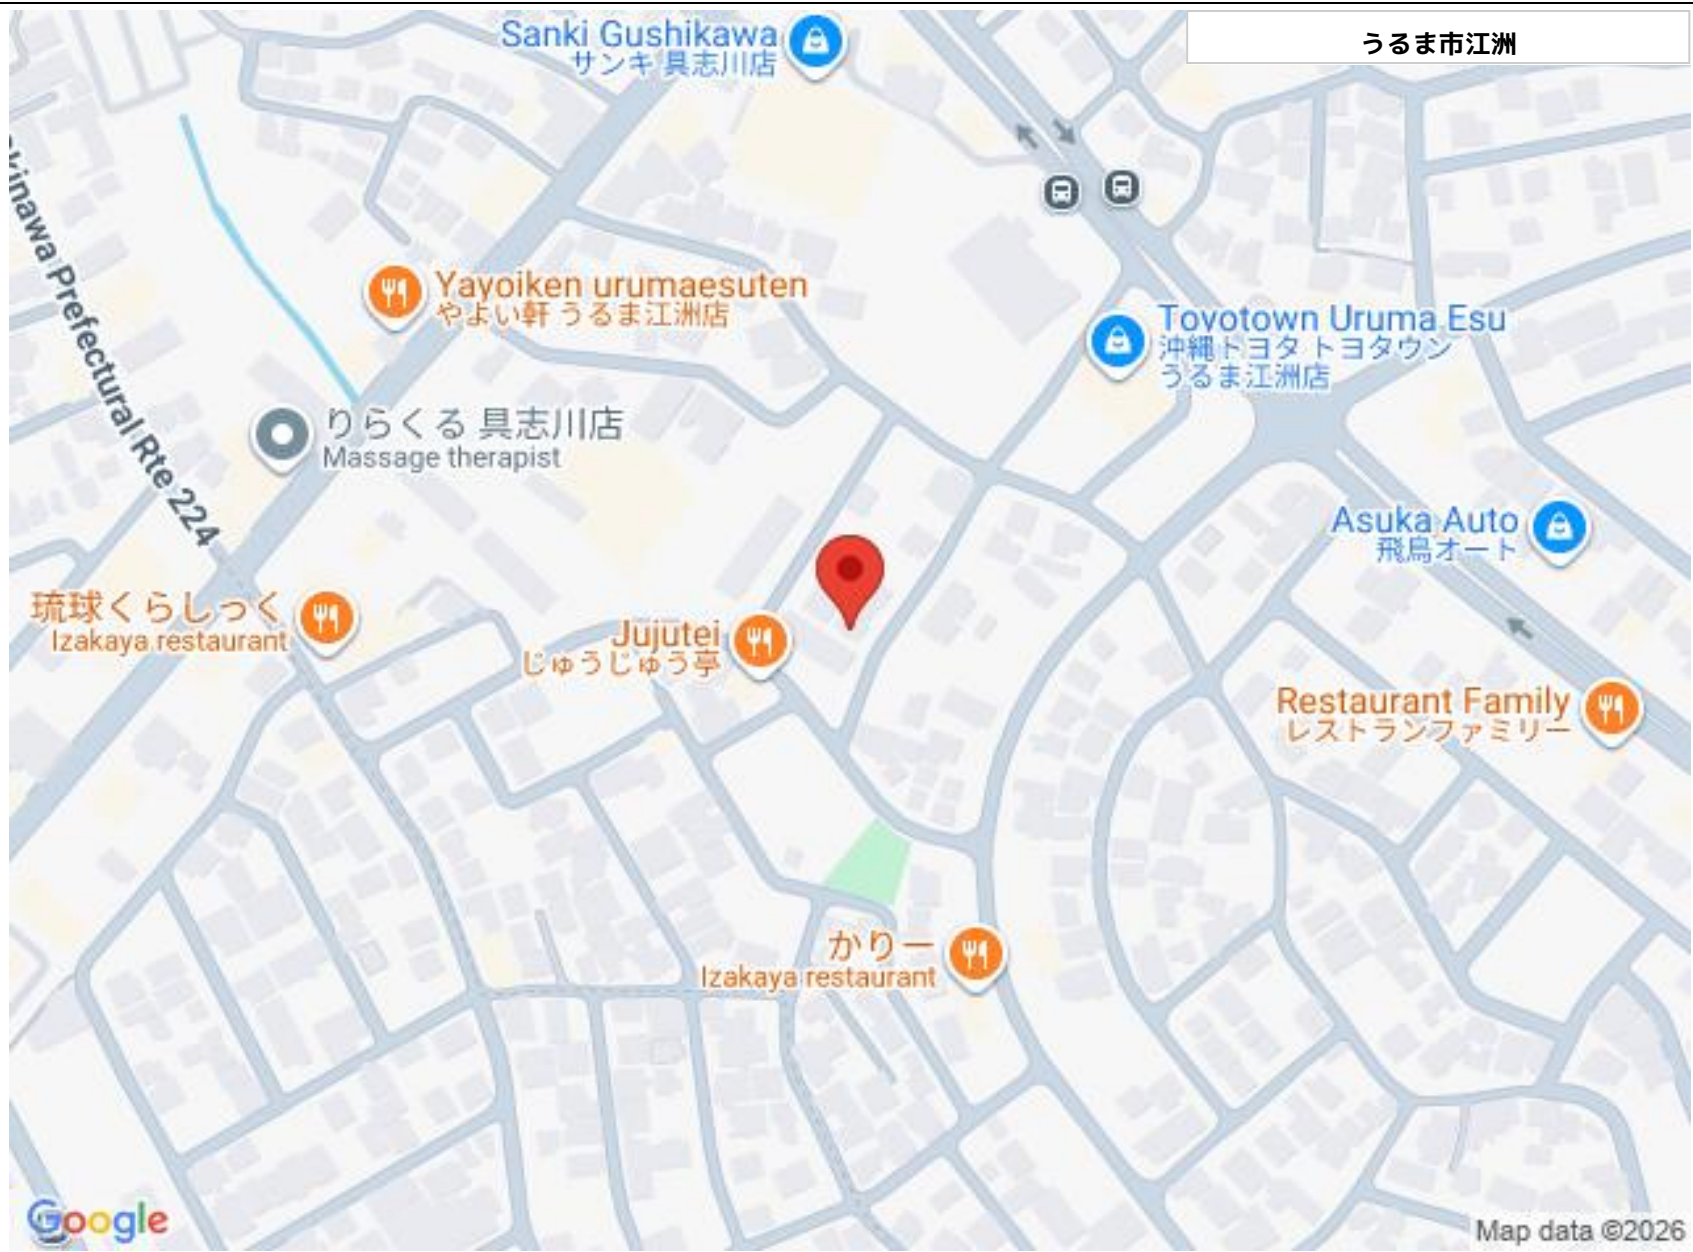 うるま市江洲
Sanki Gushikawa
サンキ 具志川店
Yayoiken urumaesuten
やよい軒 うるま江洲店
Toyotown Uruma Esu
沖縄トヨタ トヨタウン
うるま江洲店
りらくる 具志川店
Massage therapist
kinawa Prefectural Rte 224
Asuka Auto
飛鳥オート
琉球くらしっく
Izakaya restaurant
Jujutei
じゅうじゅう亭
Restaurant Family
レストランファミリー
かりー
Izakaya restaurant
Google
Map data ©2026